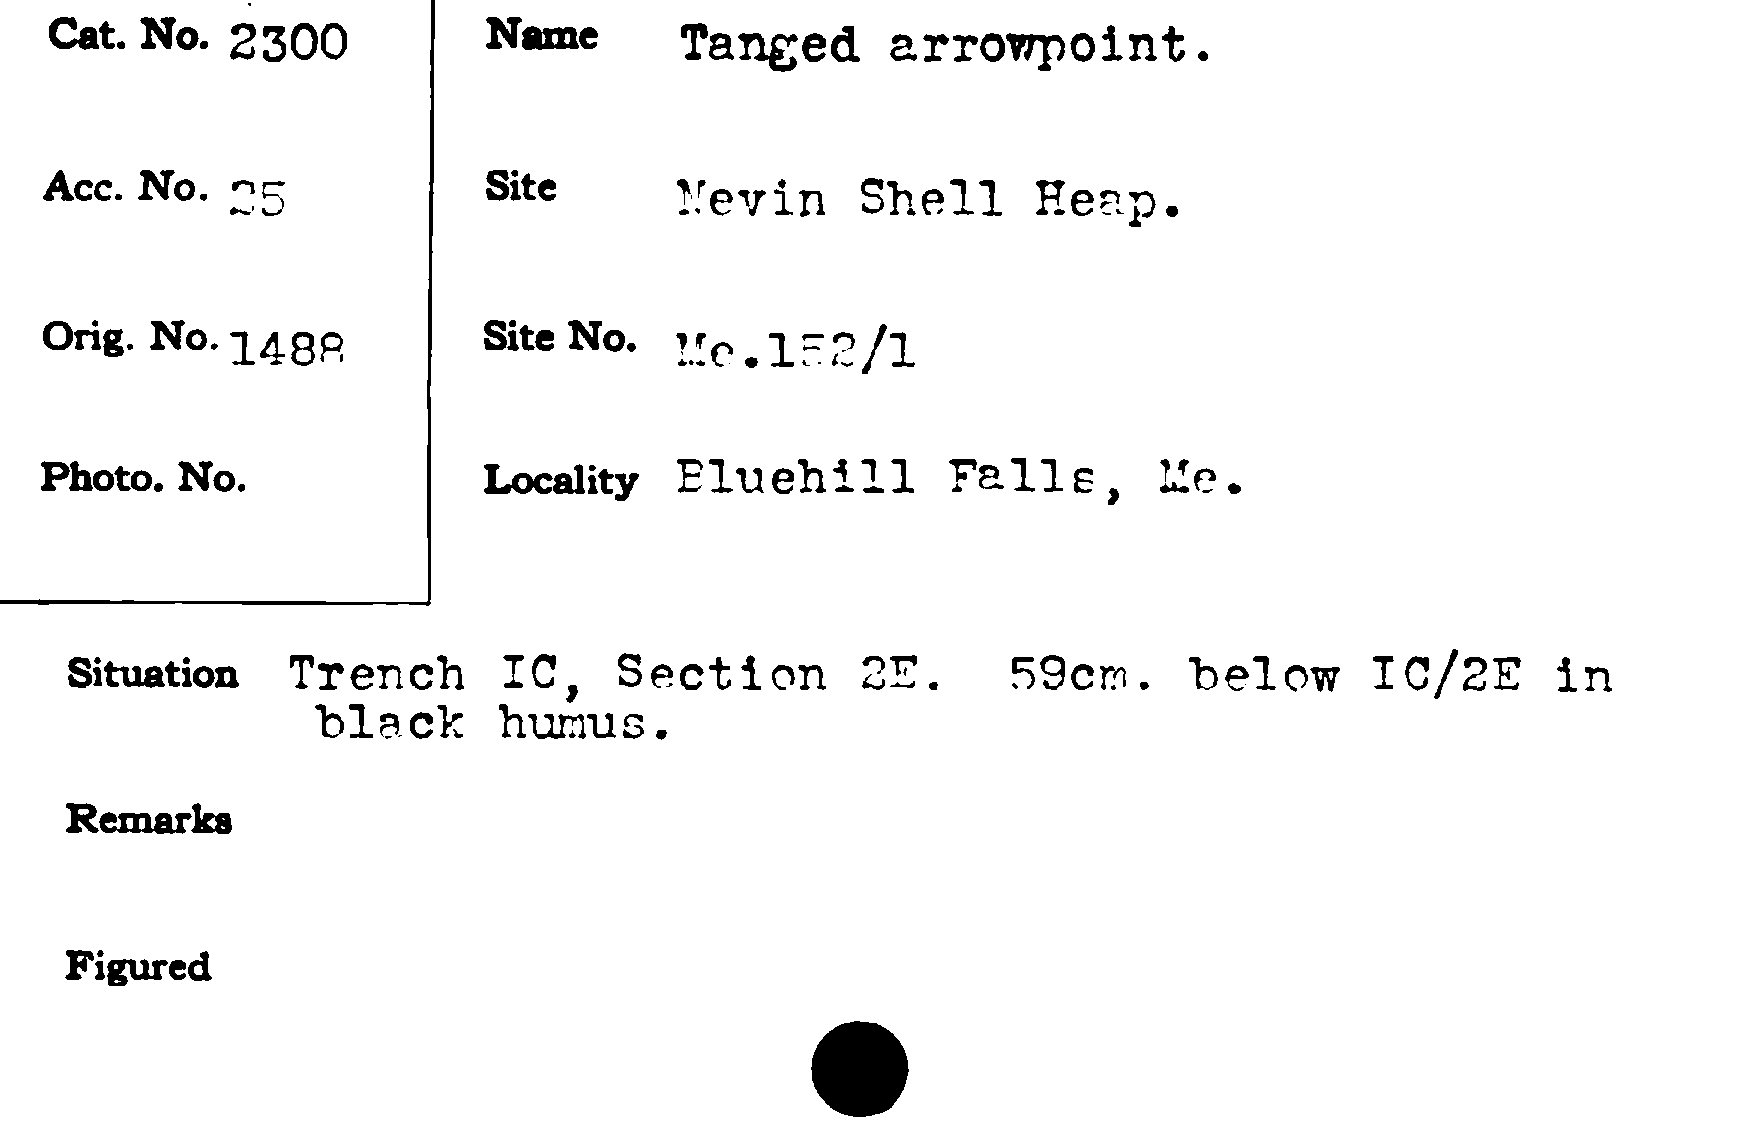 Cat. No. 2300
Name Tanged arrowpoint.
Acc. No. 25
Site Nevin Shell Heap.
Orig. No. 1488
Site No. Me.152/1
Photo. No.
Locality Bluehill Falls, Me.
Situation Trench IC, Section 2E. 59cm. below IC/2E in
black humus.
Remarks
Figured